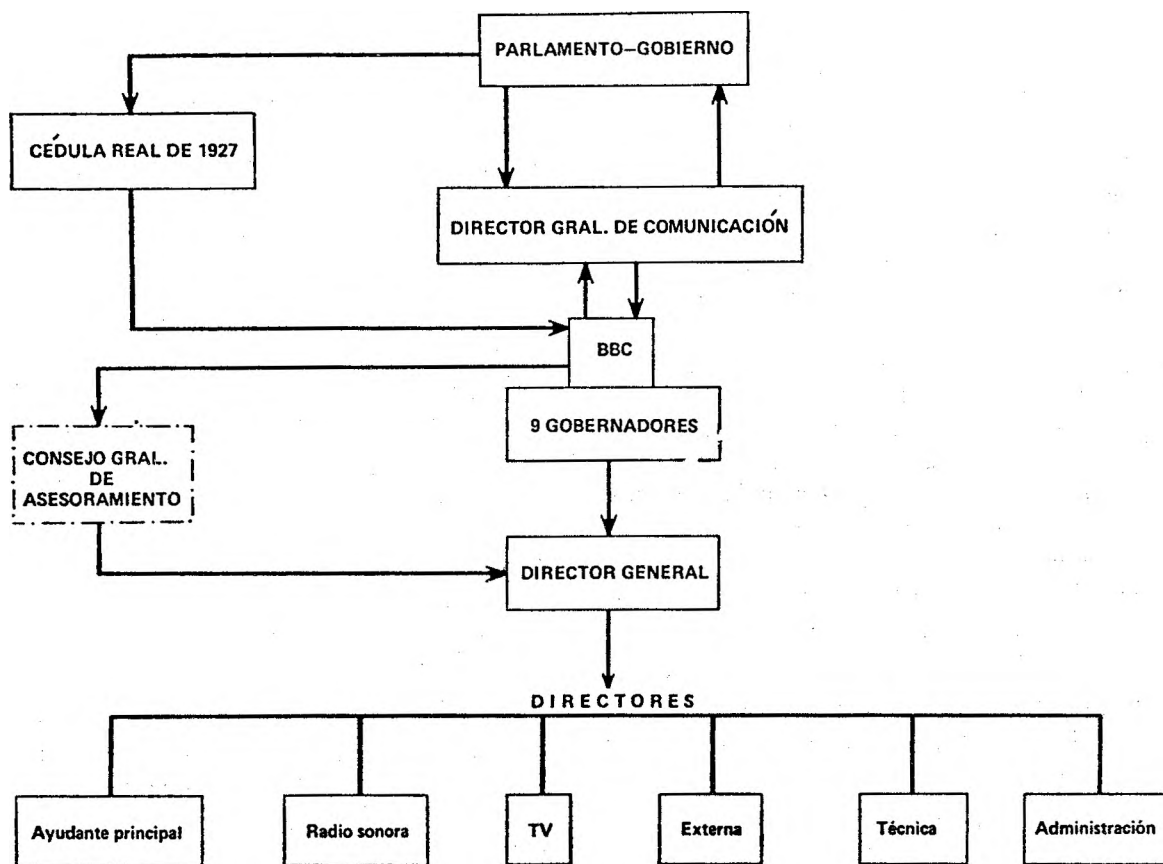 PARLAMENTO–GOBIERNO
CÉDULA REAL DE 1927
DIRECTOR GRAL. DE COMUNICACIÓN
BBC
9 GOBERNADORES
CONSEJO GRAL.
DE
ASESORAMIENTO
DIRECTOR GENERAL
DIRECTORES
Ayudante principal
Radio sonora
TV
Externa
Técnica
Administración